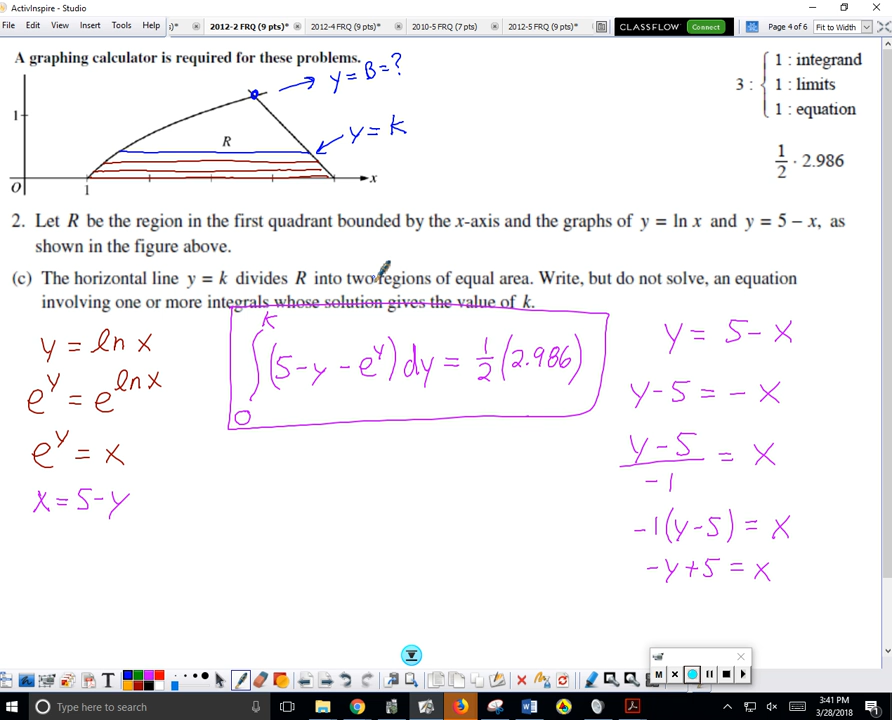 ActivInspire - Studio
File Edit View Insert Tools Help
i)* 2012-2 FRQ (9 pts)* 2012-4 FRQ (9 pts)* 2010-5 FRQ (7 pts) 2012-5 FRQ (9 pts)* CLASSFLOW Connect Page 4 of 6 Fit to Width
A graphing calculator is required for these problems.
y = B = ?
y = k
1
R
O
1
x
3 :
1 : integrand
1 : limits
1 : equation
1/2 · 2.986
2. Let R be the region in the first quadrant bounded by the x-axis and the graphs of y = ln x and y = 5 − x, as
shown in the figure above.
(c) The horizontal line y = k divides R into two regions of equal area. Write, but do not solve, an equation
involving one or more integrals whose solution gives the value of k.
y = ln x
e^y = e^{ln x}
e^y = x
x = 5 - y
∫_0^K (5 - y - e^y) dy = 1/2 (2.986)
y = 5 - x
y - 5 = - x
(y - 5)/-1 = x
-1(y - 5) = x
-y + 5 = x
M
Type here to search
3:41 PM
3/28/2018